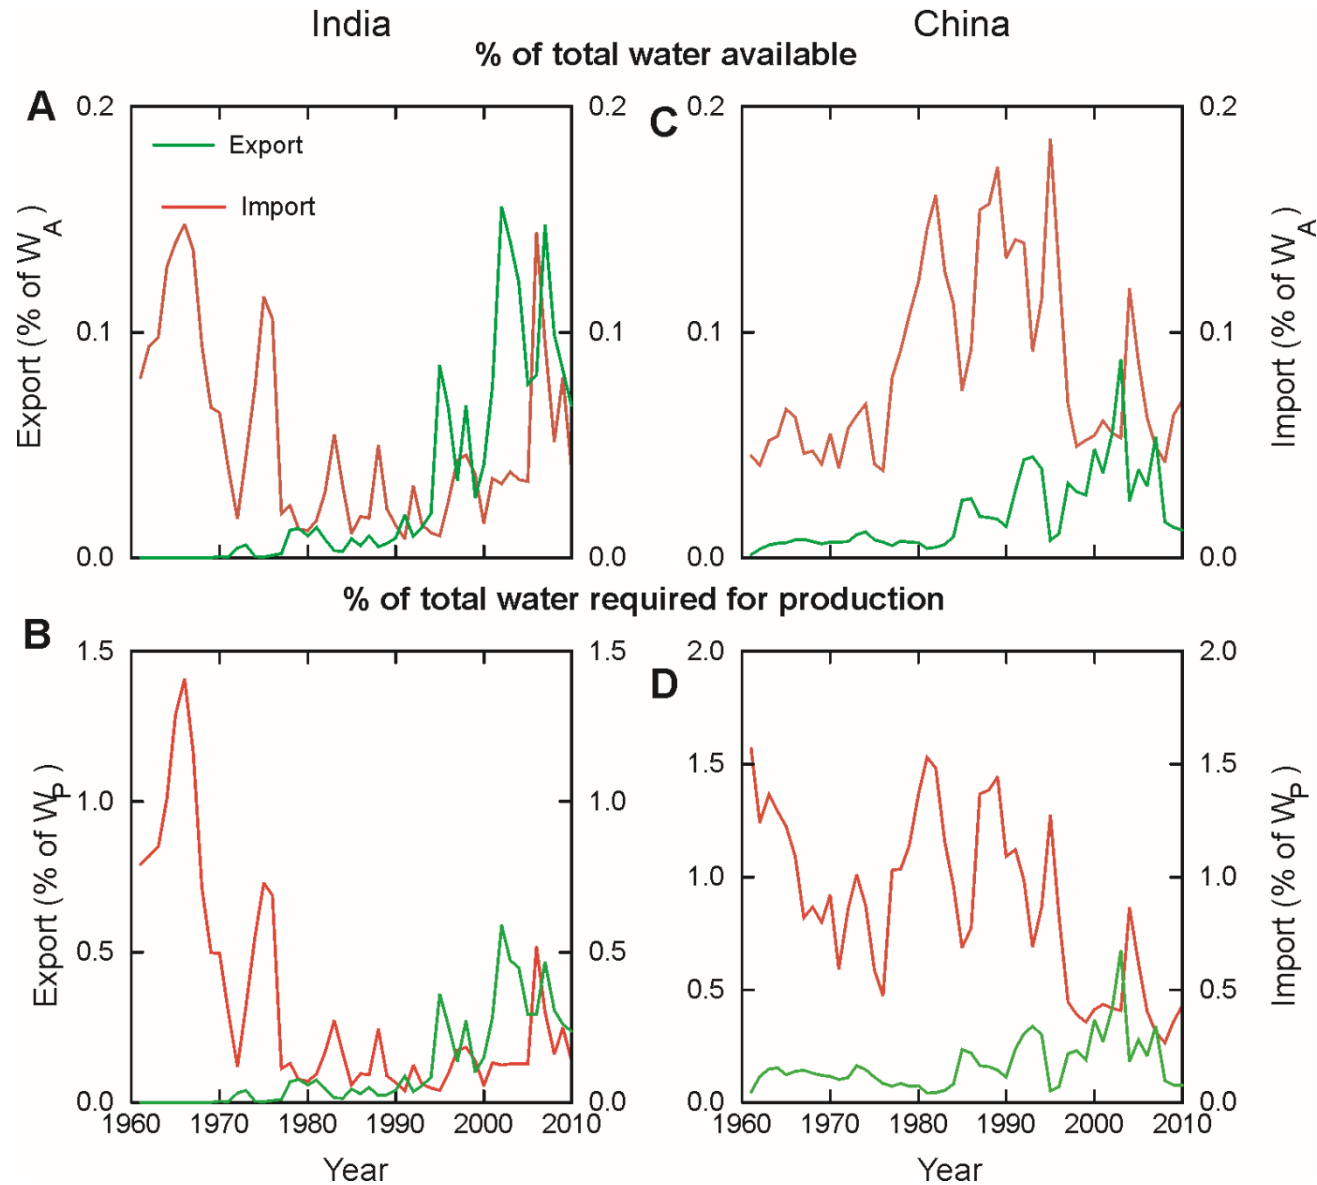 India
China
% of total water available
A
0.2
0.1
0.0
Export (% of W_A)
Export
Import
0.2
0.1
0.0
C
0.2
0.1
0.0
0.2
0.1
0.0
Import (% of W_A)
% of total water required for production
B
1.5
1.0
0.5
0.0
Export (% of W_P)
1.5
1.0
0.5
0.0
1960 1970 1980 1990 2000 2010
Year
D
2.0
1.5
1.0
0.5
0.0
2.0
1.5
1.0
0.5
0.0
Import (% of W_P)
1960 1970 1980 1990 2000 2010
Year